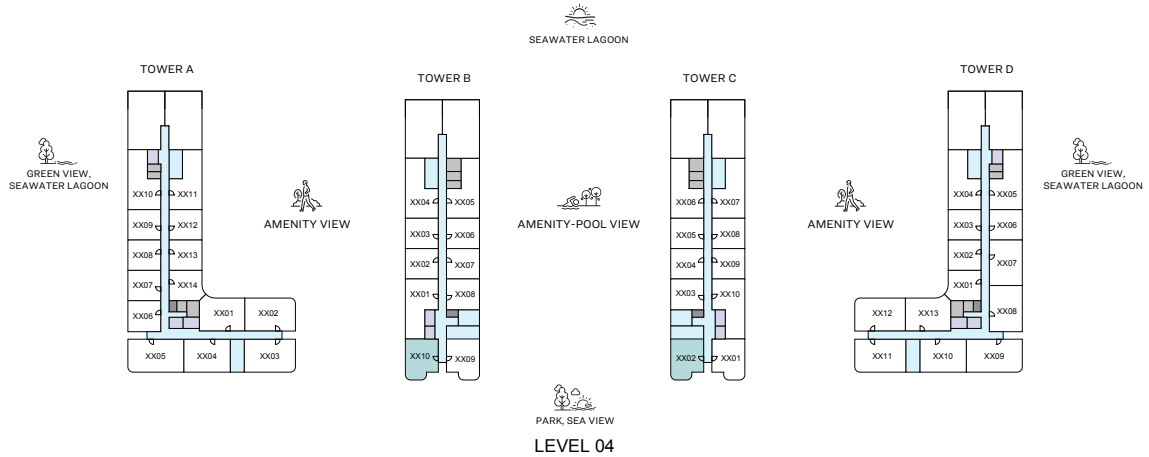 SEAWATER LAGOON
TOWER A
TOWER B
TOWER C
TOWER D
GREEN VIEW,
SEAWATER LAGOON
AMENITY VIEW
AMENITY-POOL VIEW
AMENITY VIEW
GREEN VIEW,
SEAWATER LAGOON
XX10 XX11
XX09 XX12
XX08 XX13
XX07 XX14
XX06 XX01 XX02
XX05 XX04 XX03
XX04 XX05
XX03 XX06
XX02 XX07
XX01 XX08
XX10 XX09
XX06 XX07
XX05 XX08
XX04 XX09
XX03 XX10
XX02 XX01
XX04 XX05
XX03 XX06
XX02 XX07
XX01
XX12 XX13 XX08
XX11 XX10 XX09
PARK, SEA VIEW
LEVEL 04